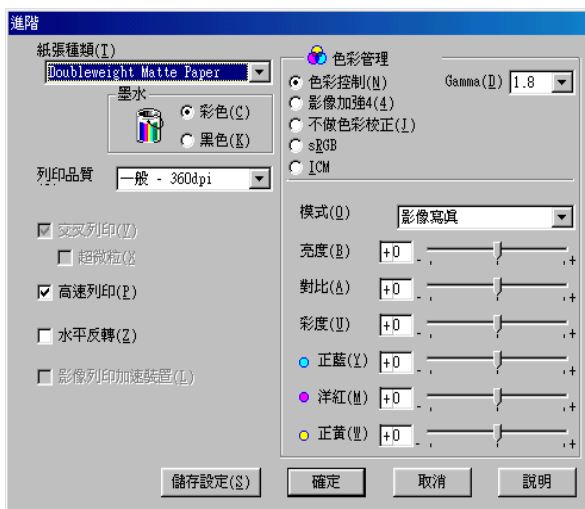 進階
紙張種類(T)
Doubleweight Matte Paper
墨水
彩色(C)
黑色(K)
列印品質
一般 - 360dpi
交叉列印(V)
超微粒(X
高速列印(P)
水平反轉(Z)
影像列印加速裝置(L)
色彩管理
色彩控制(N)
Gamma(D) 1.8
影像加強4(4)
不做色彩校正(J)
sRGB
ICM
模式(O) 影像寫真
亮度(B) +0 - +
對比(A) +0 - +
彩度(U) +0 - +
正藍(Y) +0 - +
洋紅(M) +0 - +
正黃(W) +0 - +
儲存設定(S) 確定 取消 說明